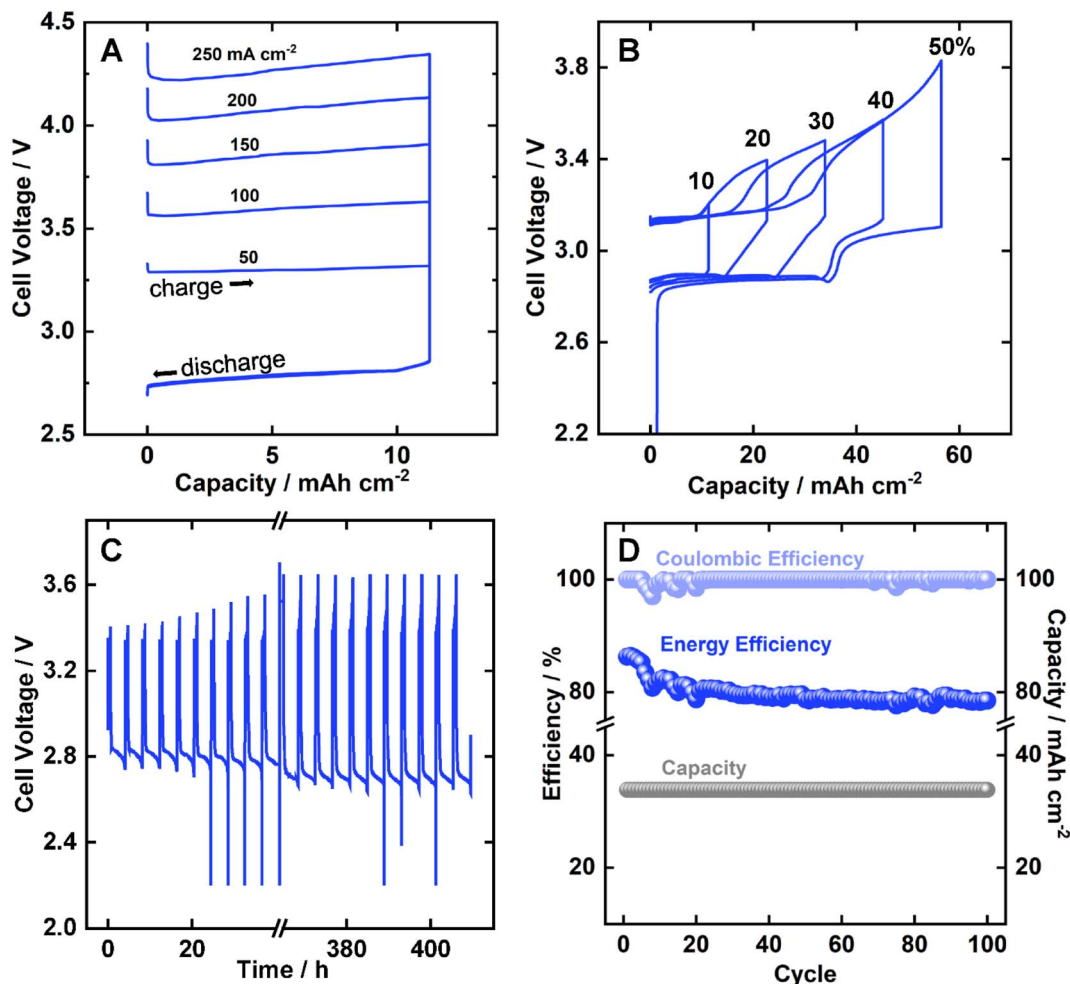 A
4.5
4.0
3.5
3.0
2.5
Cell Voltage / V
250 mA cm-2
200
150
100
50
charge
discharge
0
5
10
Capacity / mAh cm-2
B
3.8
3.4
3.0
2.6
2.2
Cell Voltage / V
10
20
30
40
50%
0
20
40
60
Capacity / mAh cm-2
C
3.6
3.2
2.8
2.4
2.0
Cell Voltage / V
0
20
380
400
Time / h
D
100
80
40
20
Efficiency / %
Coulombic Efficiency
Energy Efficiency
Capacity
100
80
40
20
Capacity / mAh cm-2
0
20
40
60
80
100
Cycle